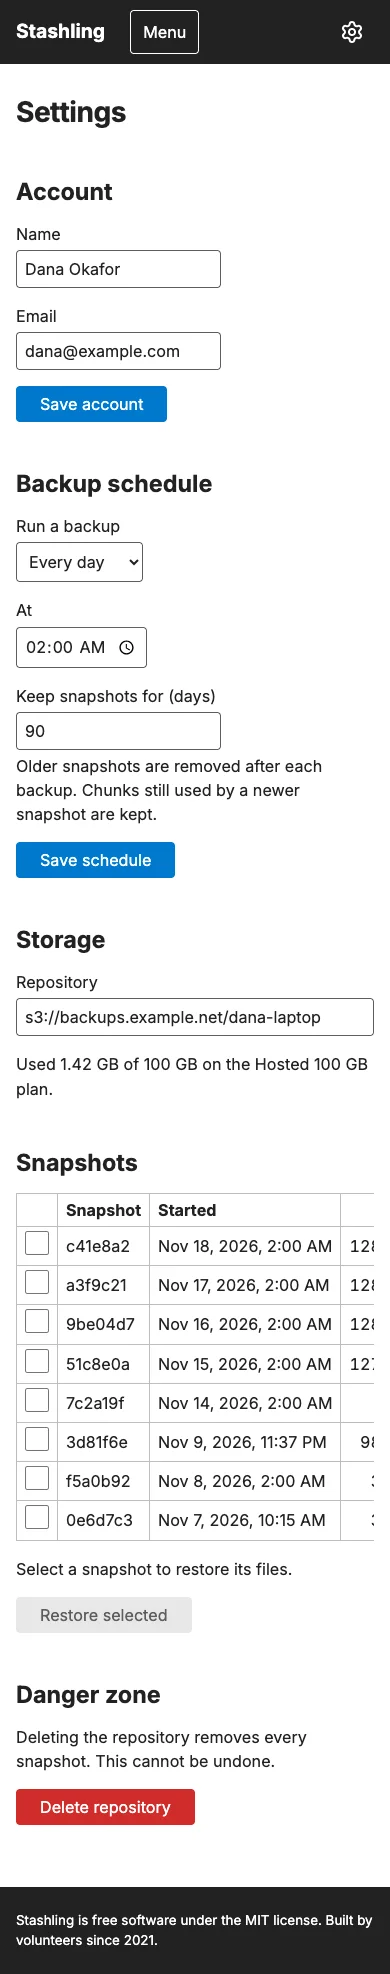 Stashling Menu
Settings
Account
Name
Dana Okafor
Email
dana@example.com
Save account
Backup schedule
Run a backup
Every day
At
02:00 AM
Keep snapshots for (days)
90
Older snapshots are removed after each
backup. Chunks still used by a newer
snapshot are kept.
Save schedule
Storage
Repository
s3://backups.example.net/dana-laptop
Used 1.42 GB of 100 GB on the Hosted 100 GB
plan.
Snapshots
Snapshot Started
c41e8a2 Nov 18, 2026, 2:00 AM
a3f9c21 Nov 17, 2026, 2:00 AM
9be04d7 Nov 16, 2026, 2:00 AM
51c8e0a Nov 15, 2026, 2:00 AM
7c2a19f Nov 14, 2026, 2:00 AM
3d81f6e Nov 9, 2026, 11:37 PM
f5a0b92 Nov 8, 2026, 2:00 AM
0e6d7c3 Nov 7, 2026, 10:15 AM
Select a snapshot to restore its files.
Restore selected
Danger zone
Deleting the repository removes every
snapshot. This cannot be undone.
Delete repository
Stashling is free software under the MIT license. Built by
volunteers since 2021.